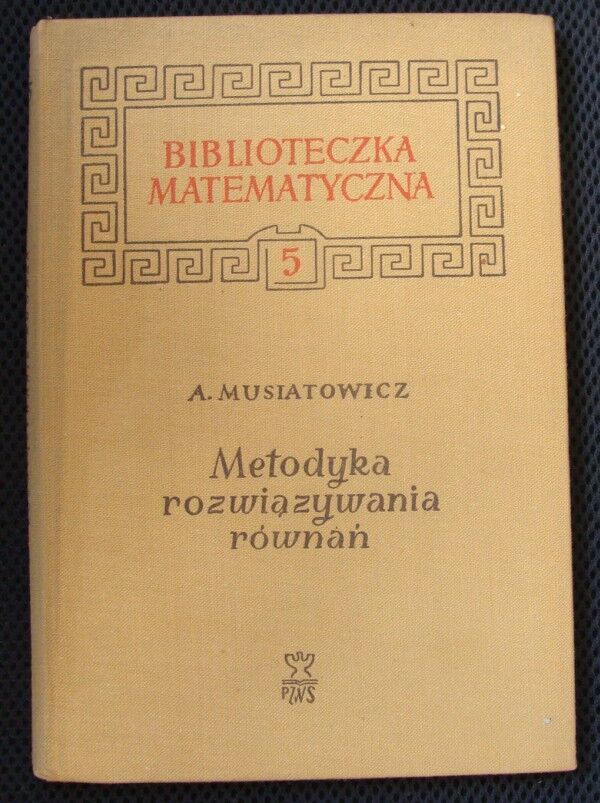 BIBLIOTECZKA
MATEMATYCZNA
5
A. MUSIATOWICZ
Metodyka
rozwiązywania
równań
PZWS